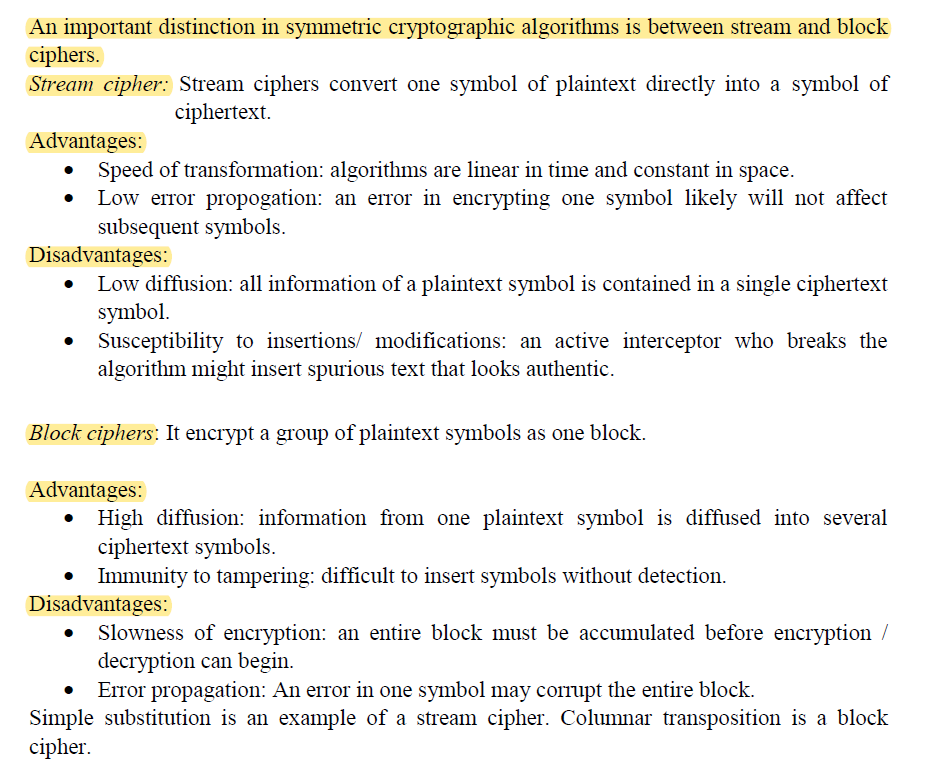 An important distinction in symmetric cryptographic algorithms is between stream and block
ciphers.
Stream cipher: Stream ciphers convert one symbol of plaintext directly into a symbol of
ciphertext.
Advantages:
• Speed of transformation: algorithms are linear in time and constant in space.
• Low error propogation: an error in encrypting one symbol likely will not affect
subsequent symbols.
Disadvantages:
• Low diffusion: all information of a plaintext symbol is contained in a single ciphertext
symbol.
• Susceptibility to insertions/ modifications: an active interceptor who breaks the
algorithm might insert spurious text that looks authentic.
Block ciphers: It encrypt a group of plaintext symbols as one block.
Advantages:
• High diffusion: information from one plaintext symbol is diffused into several
ciphertext symbols.
• Immunity to tampering: difficult to insert symbols without detection.
Disadvantages:
• Slowness of encryption: an entire block must be accumulated before encryption /
decryption can begin.
• Error propagation: An error in one symbol may corrupt the entire block.
Simple substitution is an example of a stream cipher. Columnar transposition is a block
cipher.